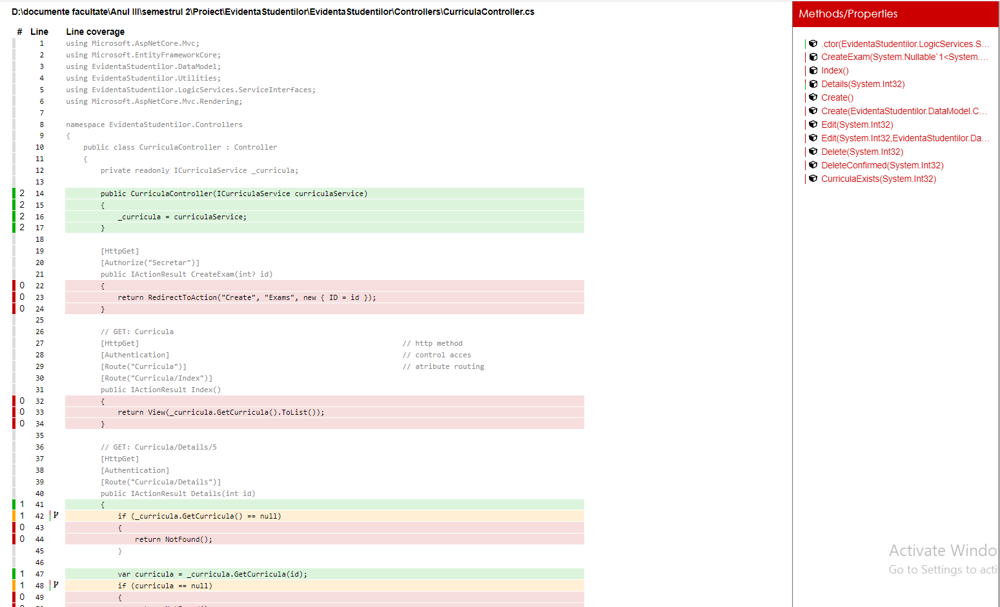 D:\documente facultate\Anul III\semestrul 2\Proiect\EvidentaStudentilor\EvidentaStudentilor\Controllers\CurriculaController.cs
# Line Line coverage
1 using Microsoft.AspNetCore.Mvc;
2 using Microsoft.EntityFrameworkCore;
3 using EvidentaStudentilor.DataModel;
4 using EvidentaStudentilor.Utilities;
5 using EvidentaStudentilor.LogicServices.ServiceInterfaces;
6 using Microsoft.AspNetCore.Mvc.Rendering;
7
8 namespace EvidentaStudentilor.Controllers
9 {
10 public class CurriculaController : Controller
11 {
12 private readonly ICurriculaService _curricula;
13
2 14 public CurriculaController(ICurriculaService curriculaService)
2 15 {
2 16 _curricula = curriculaService;
2 17 }
18
19 [HttpGet]
20 [Authorize("Secretar")]
21 public IActionResult CreateExam(int? id)
0 22 {
0 23 return RedirectToAction("Create", "Exams", new { ID = id });
0 24 }
25
26 // GET: Curricula
27 [HttpGet] // http method
28 [Authentication] // control acces
29 [Route("Curricula")] // atribute routing
30 [Route("Curricula/Index")]
31 public IActionResult Index()
0 32 {
0 33 return View(_curricula.GetCurricula().ToList());
0 34 }
35
36 // GET: Curricula/Details/5
37 [HttpGet]
38 [Authentication]
39 [Route("Curricula/Details")]
40 public IActionResult Details(int id)
1 41 {
1 42 if (_curricula.GetCurricula() == null)
0 43 {
0 44 return NotFound();
45 }
46
1 47 var curricula = _curricula.GetCurricula(id);
1 48 if (curricula == null)
0 49 {
Methods/Properties
.ctor(EvidentaStudentilor.LogicServices.S...
CreateExam(System.Nullable`1<System....
Index()
Details(System.Int32)
Create()
Create(EvidentaStudentilor.DataModel.C...
Edit(System.Int32)
Edit(System.Int32,EvidentaStudentilor.Da...
Delete(System.Int32)
DeleteConfirmed(System.Int32)
CurriculaExists(System.Int32)
Activate Windo
Go to Settings to acti